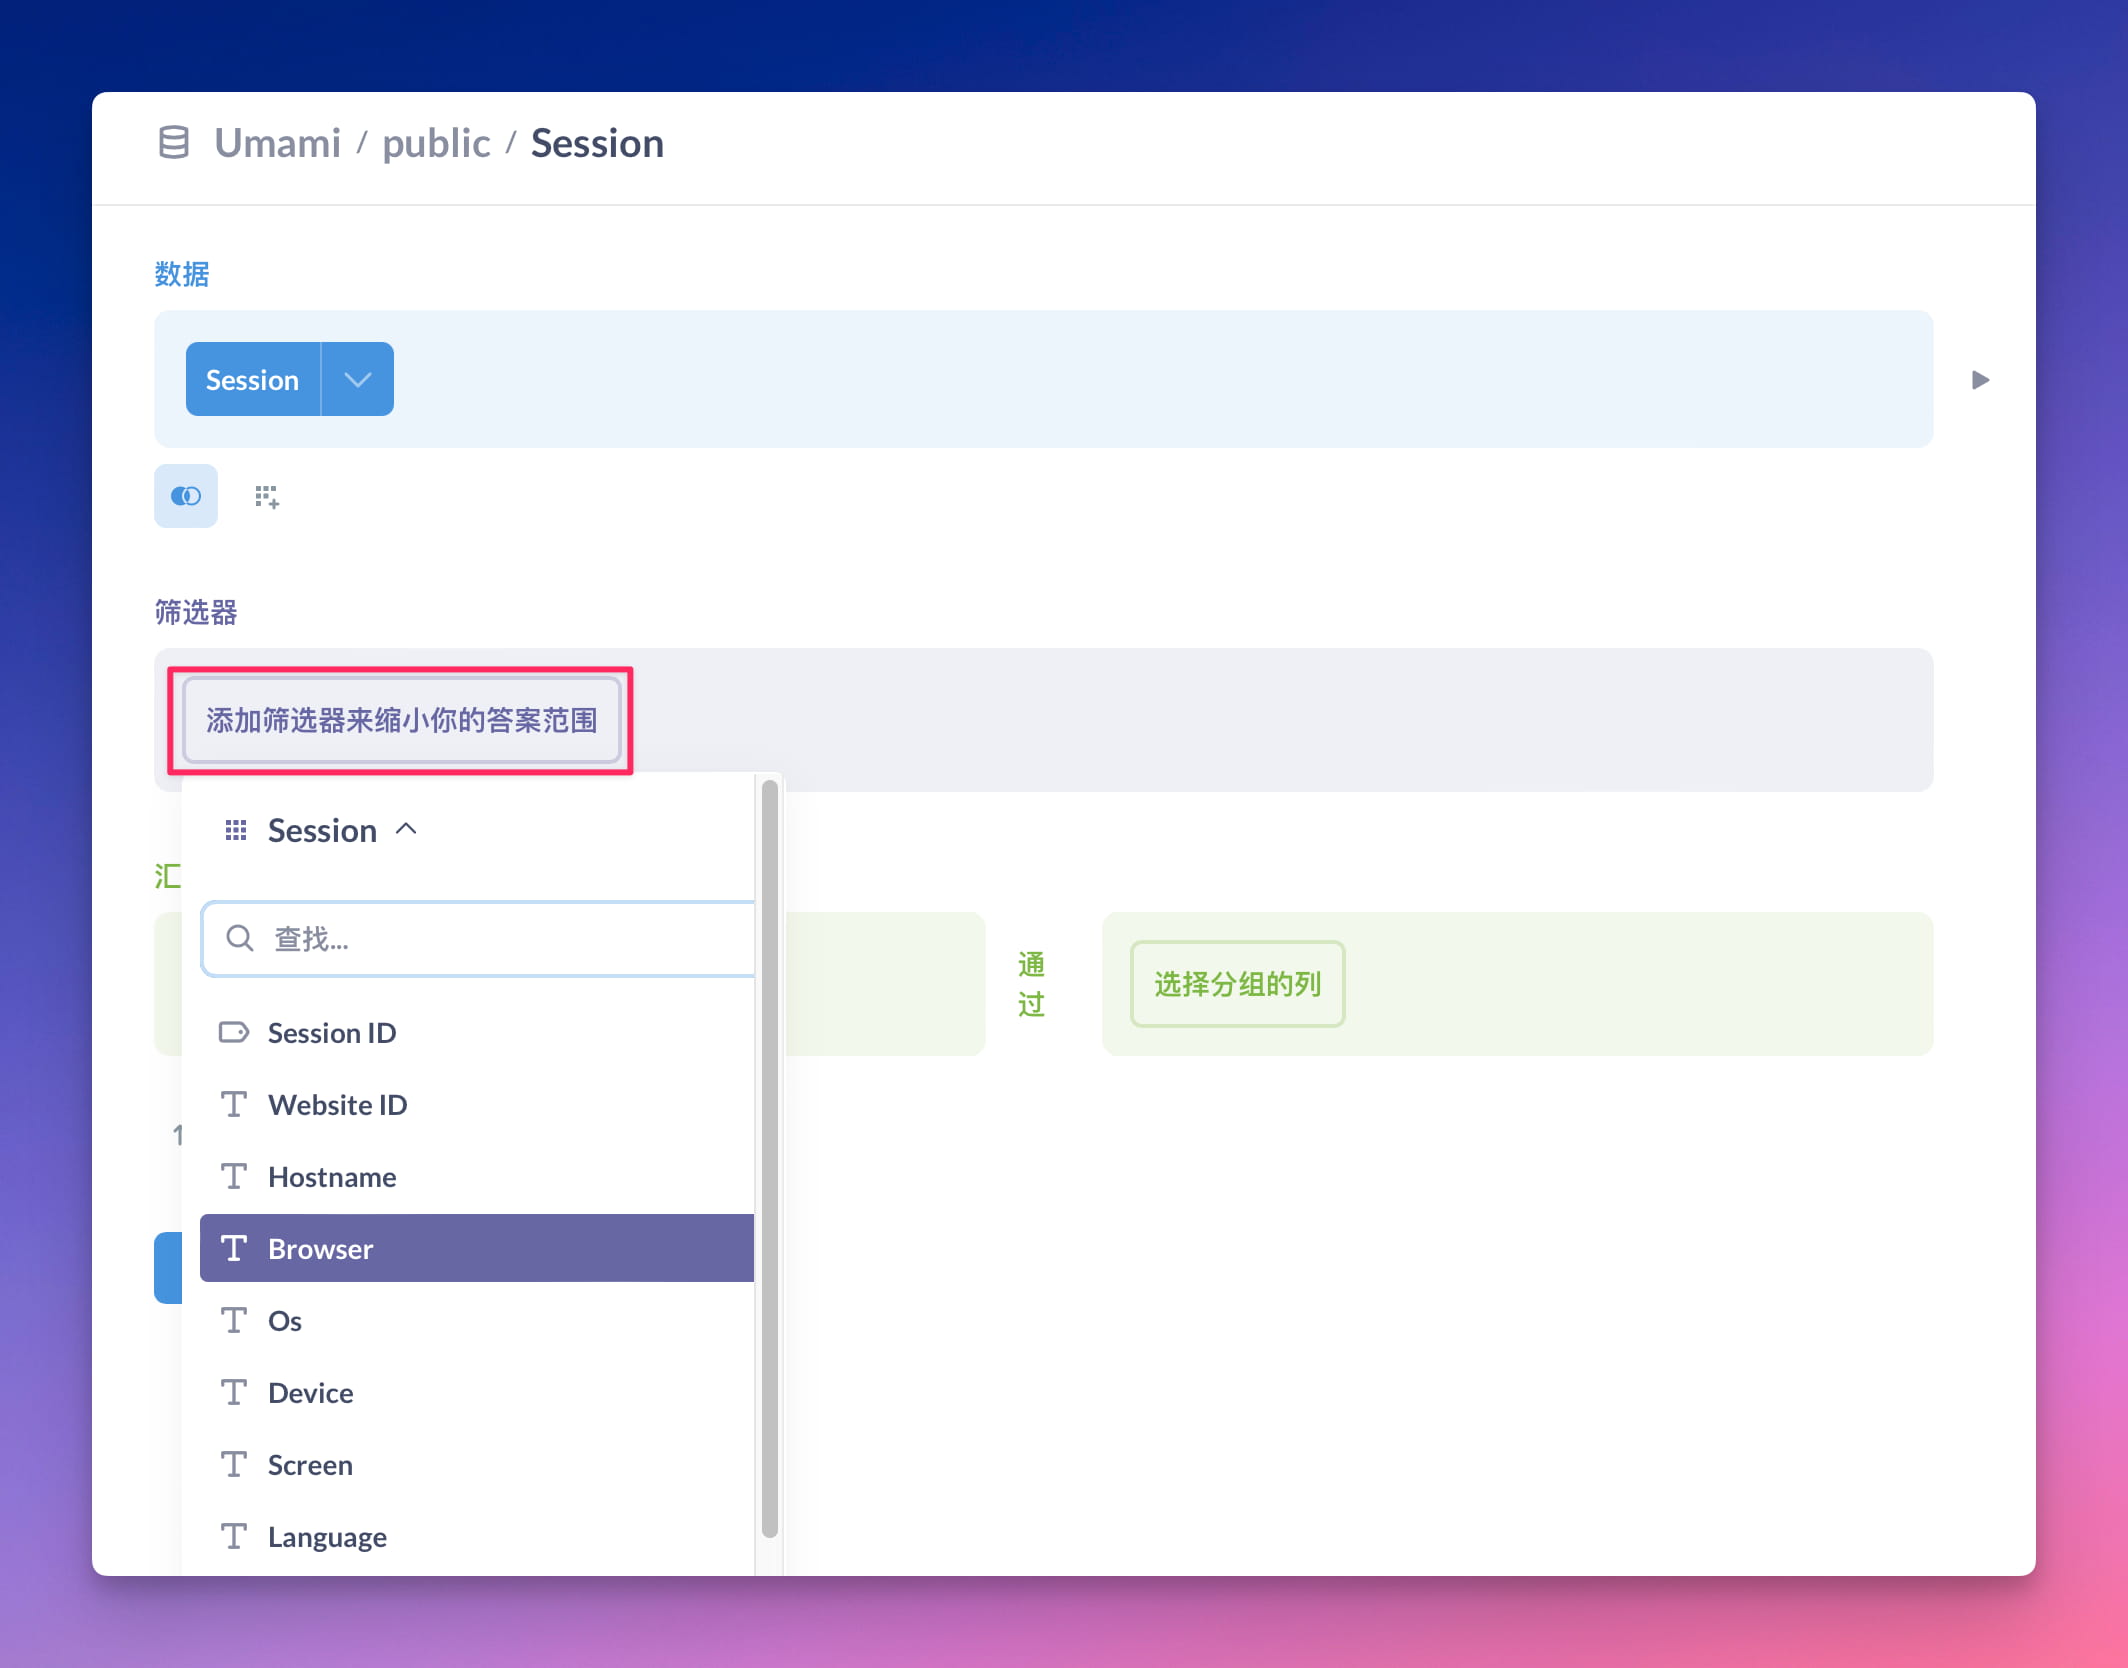 Umami / public / Session
数据
Session
筛选器
添加筛选器来缩小你的答案范围
Session
汇
查找...
通过
选择分组的列
Session ID
Website ID
Hostname
Browser
Os
Device
Screen
Language